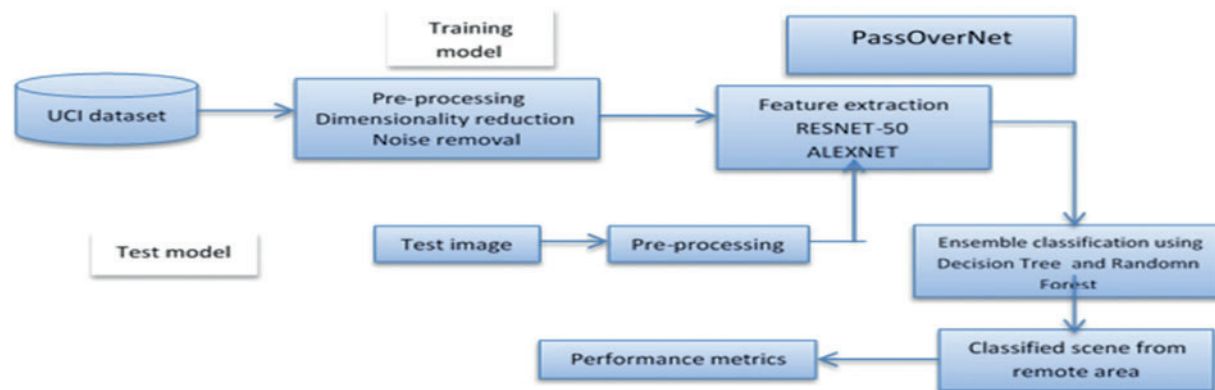 Training
model
PassOverNet
UCI dataset
Pre-processing
Dimensionality reduction
Noise removal
Feature extraction
RESNET-50
ALEXNET
Test model
Test image
Pre-processing
Ensemble classification using
Decision Tree and Randomn
Forest
Performance metrics
Classified scene from
remote area